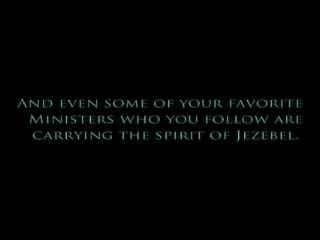 And even some of your favorite
Ministers who you follow are
carrying the spirit of Jezebel.